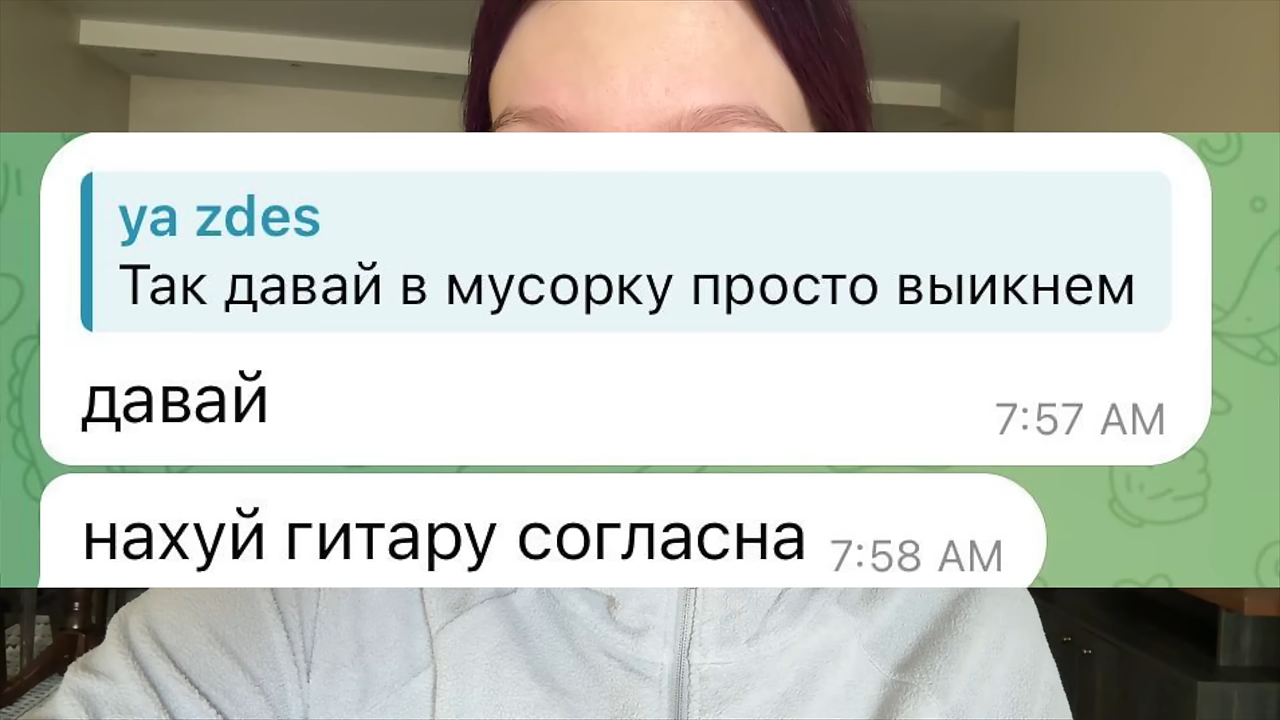 ya zdes
Так давай в мусорку просто выикнем
давай
7:57 AM
нахуй гитару согласна 7:58 AM